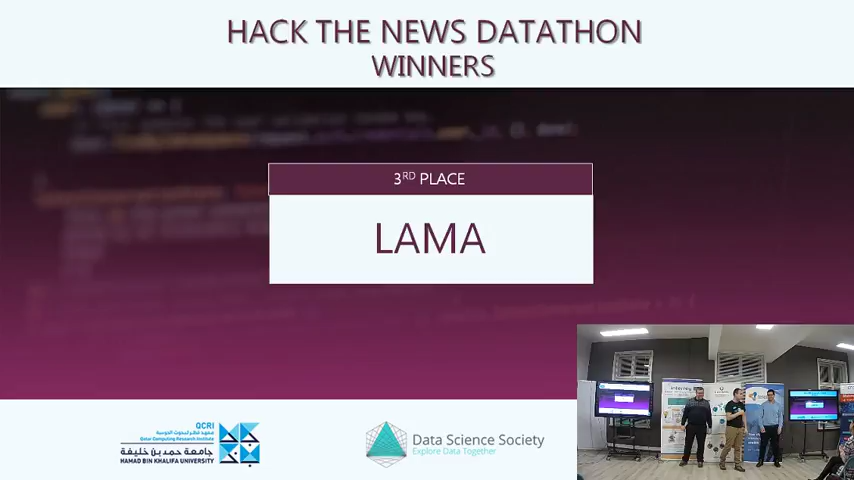 HACK THE NEWS DATATHON
WINNERS
3RD PLACE
LAMA
QCRI
معهد قطر لبحوث الحوسبة
Qatar Computing Research Institute
جامعة حمد بن خليفة
HAMAD BIN KHALIFA UNIVERSITY
Data Science Society
Explore Data Together